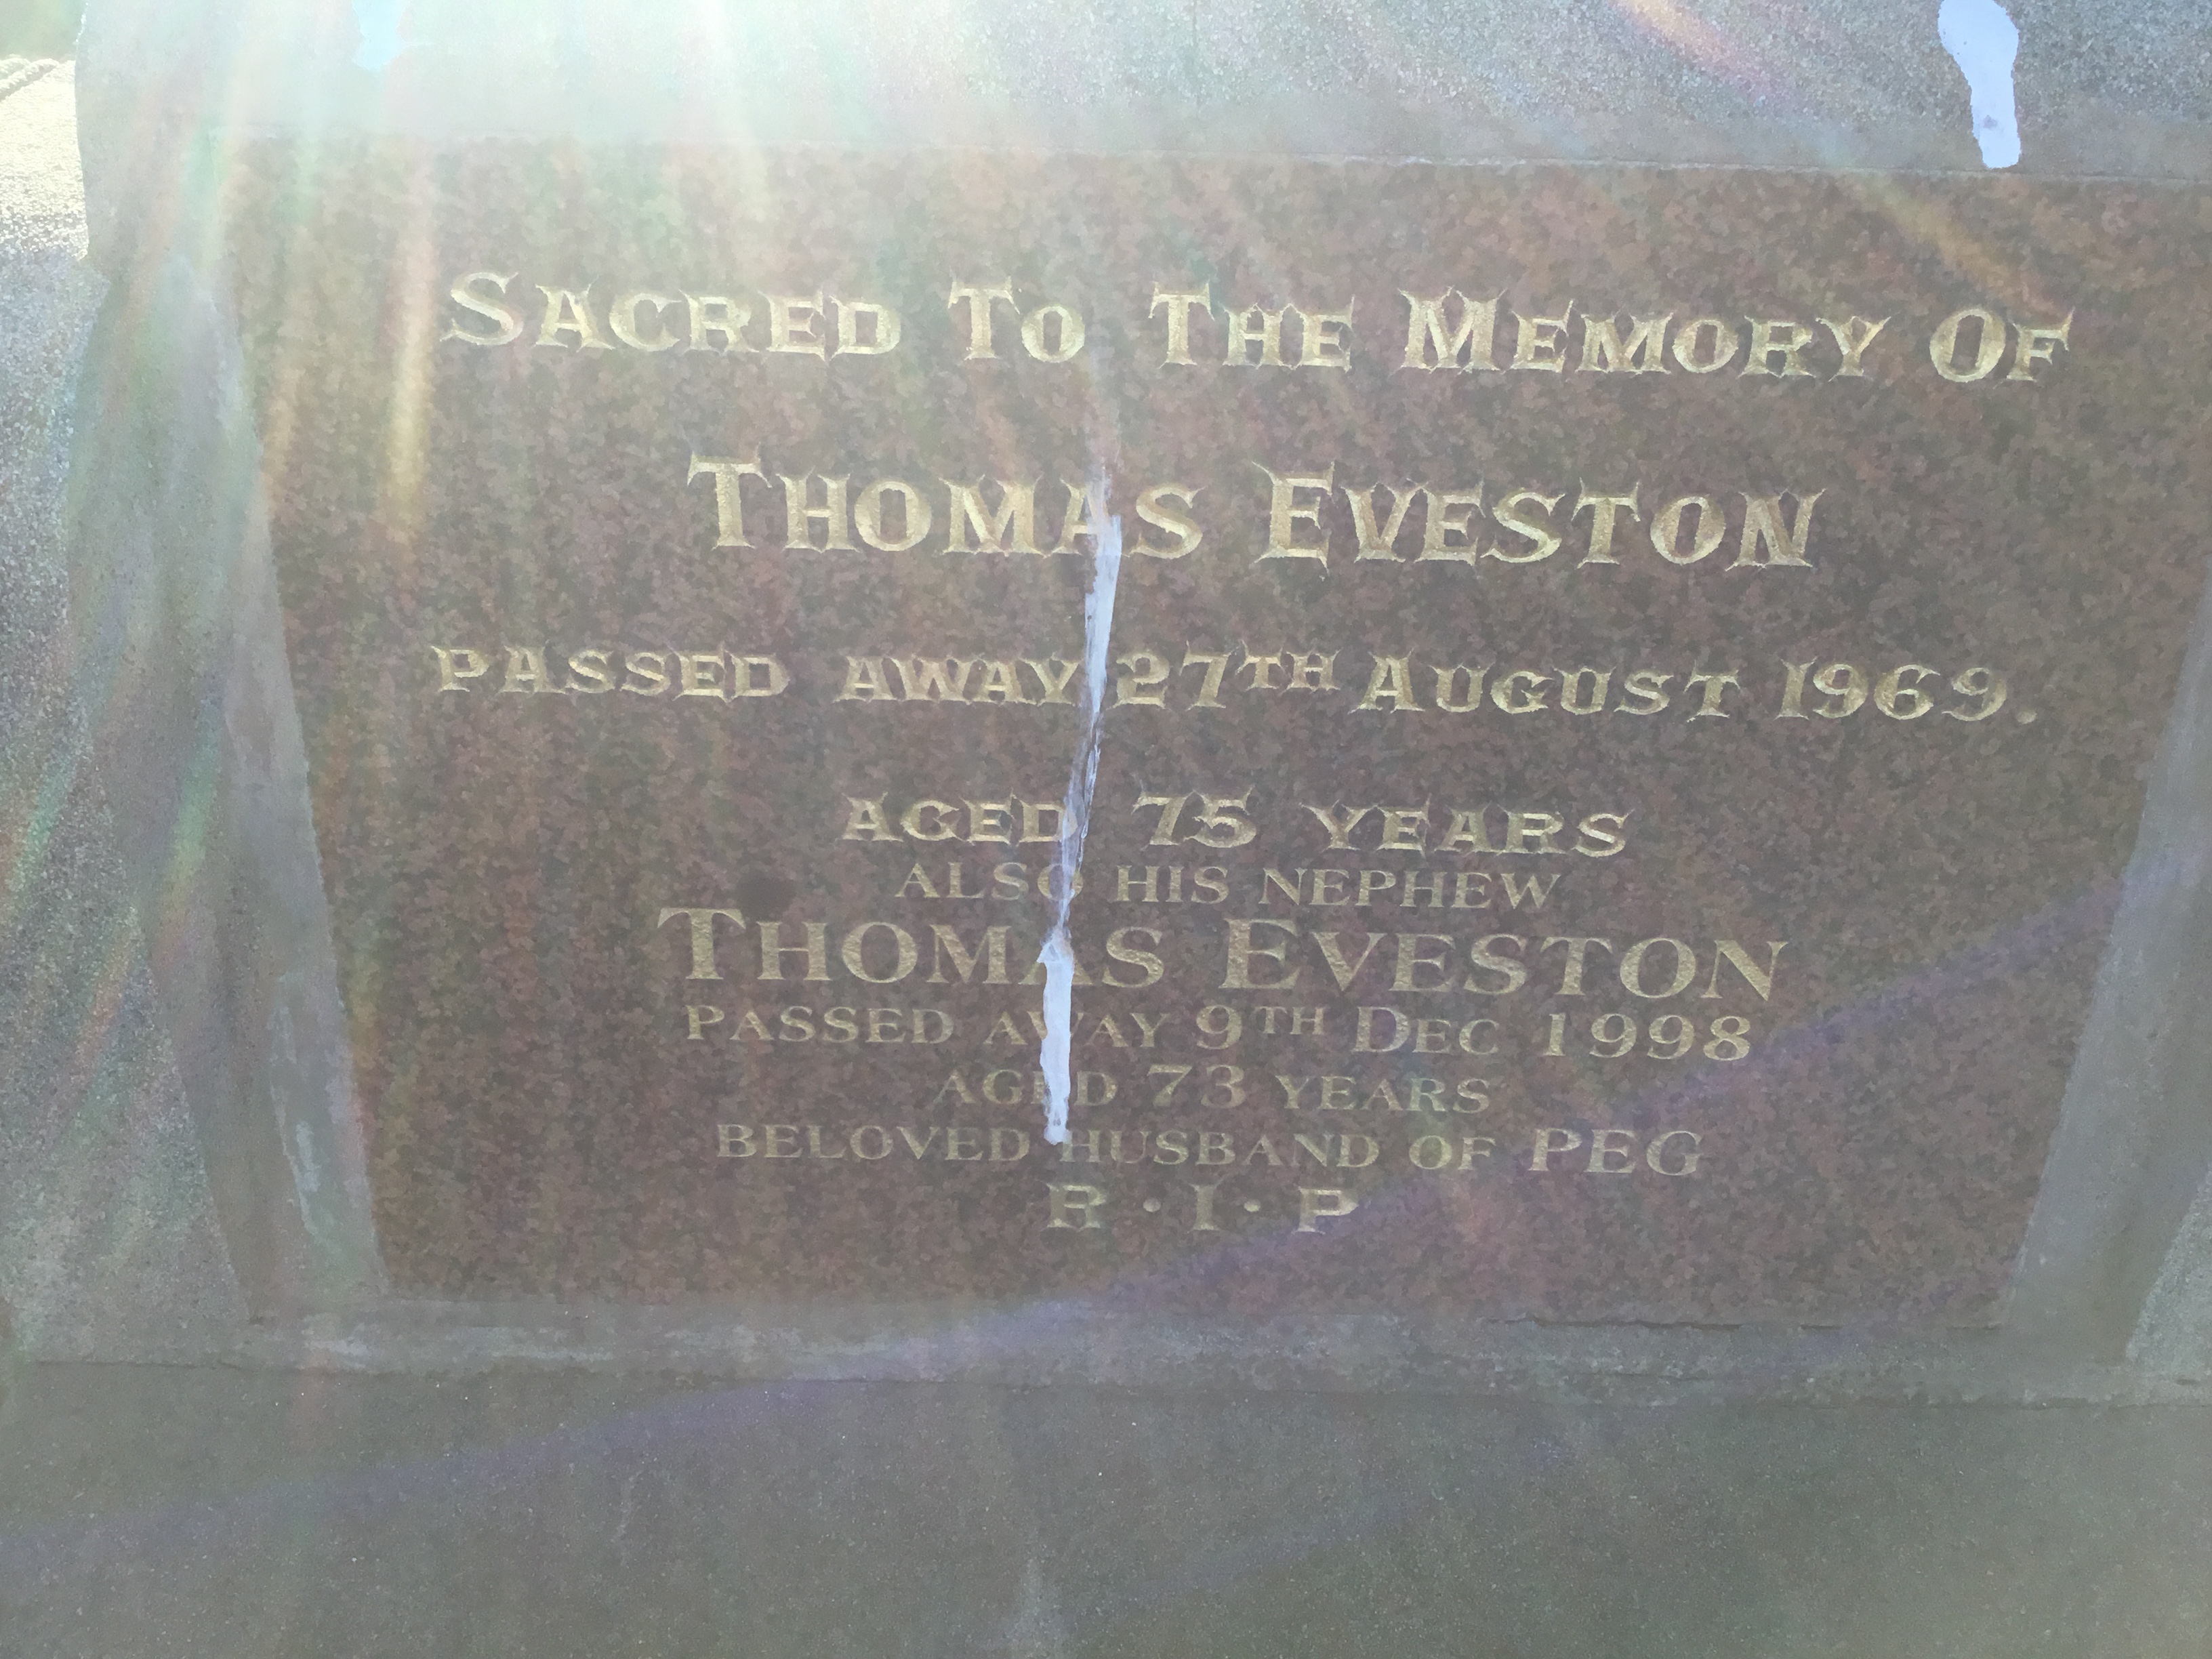 Sacred To The Memory Of
Thomas Eveston
PASSED AWAY 27TH AUGUST 1969.
AGED 75 YEARS
ALSO HIS NEPHEW
THOMAS EVESTON
PASSED AWAY 9TH DEC 1998
AGED 73 YEARS
BELOVED HUSBAND OF PEG
R·I·P